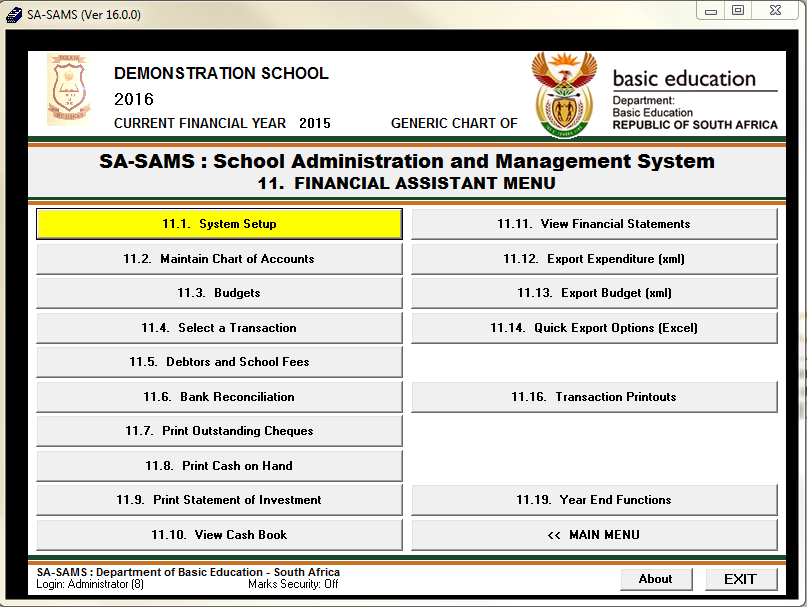 SA-SAMS (Ver 16.0.0)
DEMONSTRATION SCHOOL
2016
CURRENT FINANCIAL YEAR 2015 GENERIC CHART OF
basic education
Department:
Basic Education
REPUBLIC OF SOUTH AFRICA
SA-SAMS : School Administration and Management System
11. FINANCIAL ASSISTANT MENU
11.1. System Setup
11.2. Maintain Chart of Accounts
11.3. Budgets
11.4. Select a Transaction
11.5. Debtors and School Fees
11.6. Bank Reconciliation
11.7. Print Outstanding Cheques
11.8. Print Cash on Hand
11.9. Print Statement of Investment
11.10. View Cash Book
11.11. View Financial Statements
11.12. Export Expenditure (xml)
11.13. Export Budget (xml)
11.14. Quick Export Options (Excel)
11.16. Transaction Printouts
11.19. Year End Functions
<< MAIN MENU
SA-SAMS : Department of Basic Education - South Africa
Login: Administrator (8) Marks Security: Off
About
EXIT